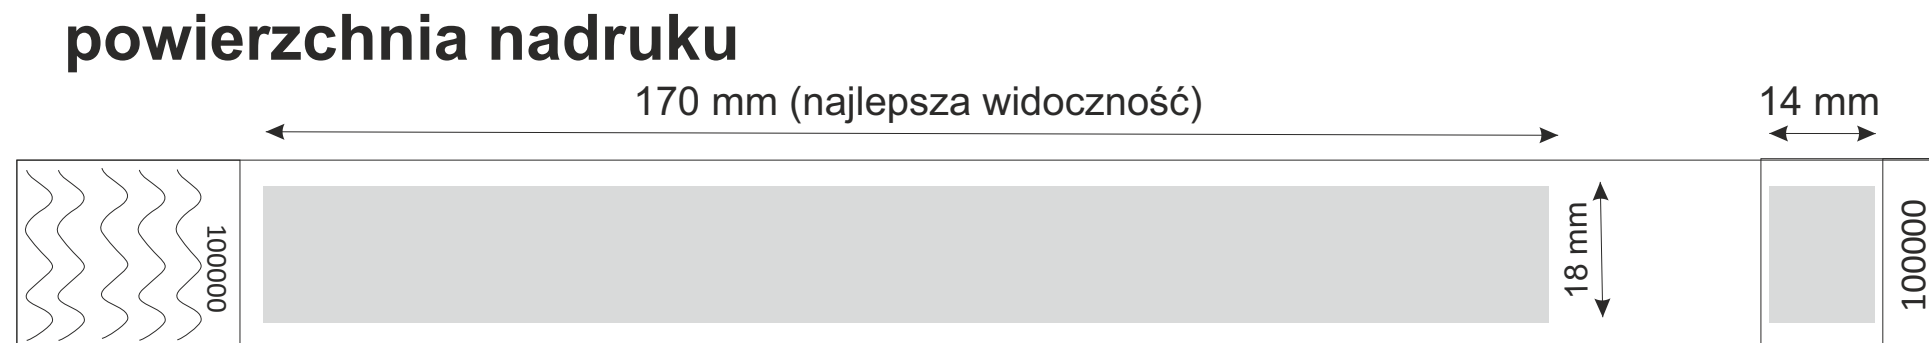 powierzchnia nadruku
170 mm (najlepsza widoczność)
14 mm
100000
18 mm
100000